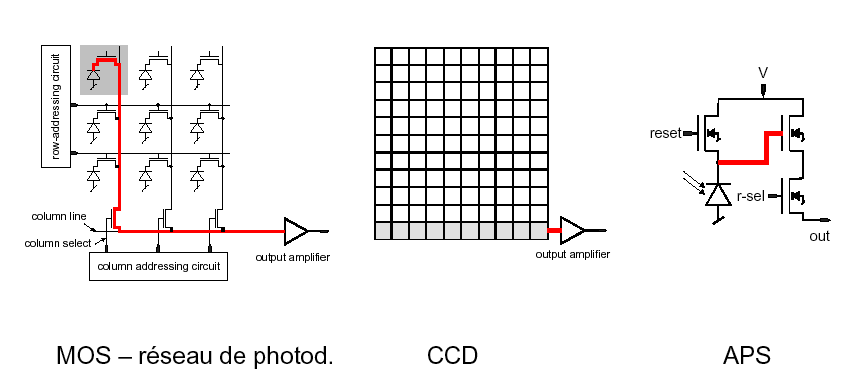 row-addressing circuit
column line
column select
column addressing circuit
output amplifier
output amplifier
V
reset
r-sel
out
MOS – réseau de photod.
CCD
APS